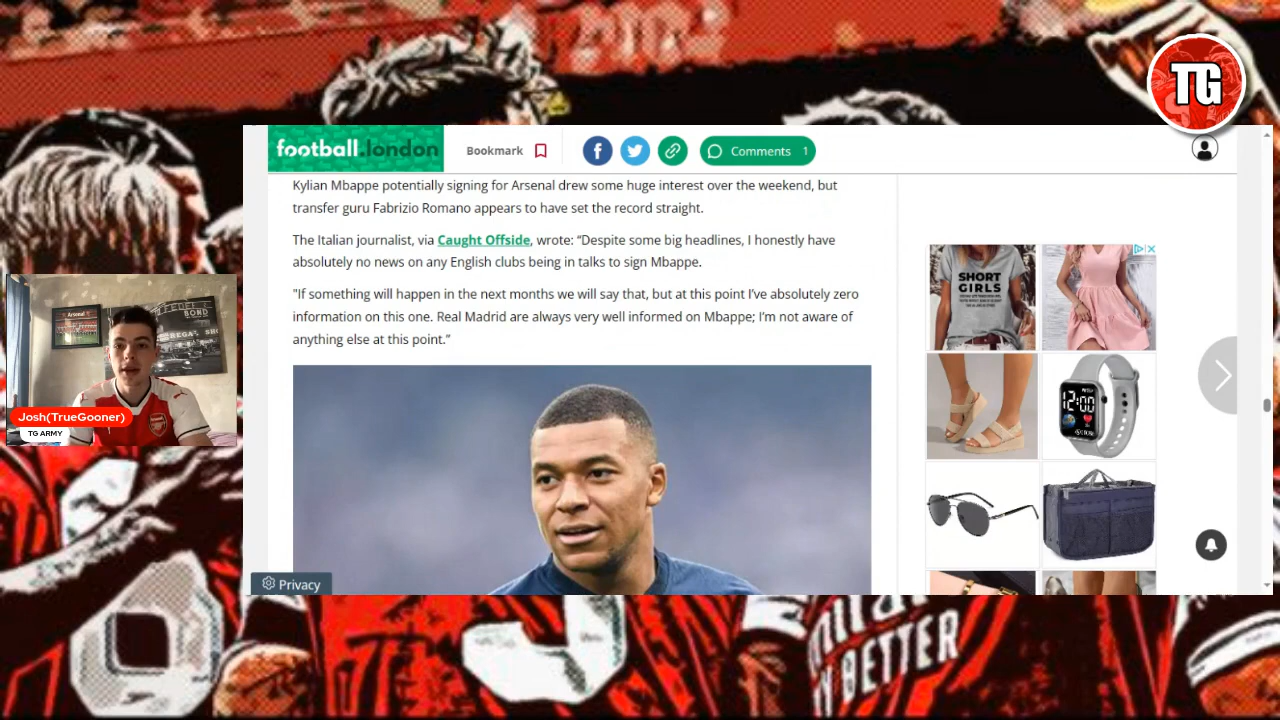 TG
football.london
Bookmark
Comments 1
Kylian Mbappe potentially signing for Arsenal drew some huge interest over the weekend, but
transfer guru Fabrizio Romano appears to have set the record straight.
The Italian journalist, via Caught Offside, wrote: “Despite some big headlines, I honestly have
absolutely no news on any English clubs being in talks to sign Mbappe.
"If something will happen in the next months we will say that, but at this point I’ve absolutely zero
information on this one. Real Madrid are always very well informed on Mbappe; I’m not aware of
anything else at this point.”
SHORT
GIRLS
12:00
Arsenal
BOND
Josh(TrueGooner)
TG ARMY
Privacy
BETTER